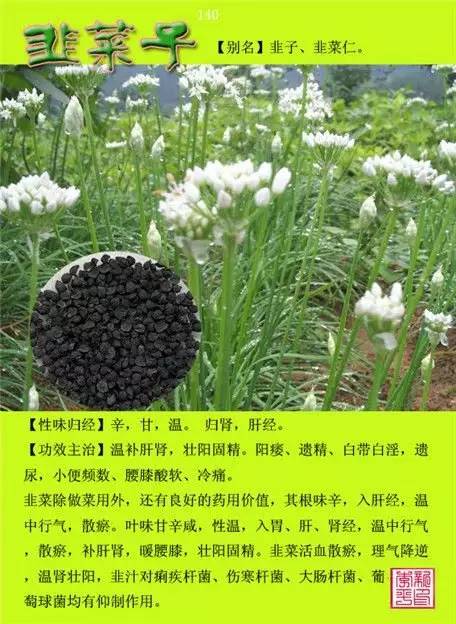 140
韭菜子
【别名】韭子、韭菜仁。
【性味归经】辛，甘，温。 归肾，肝经。
【功效主治】温补肝肾，壮阳固精。阳痿、遗精、白带白淫，遗
尿，小便频数、腰膝酸软、冷痛。
韭菜除做菜用外，还有良好的药用价值，其根味辛，入肝经，温
中行气，散瘀。叶味甘辛咸，性温，入胃、肝、肾经，温中行气
，散瘀，补肝肾，暖腰膝，壮阳固精。韭菜活血散瘀，理气降逆
，温肾壮阳，韭汁对痢疾杆菌、伤寒杆菌、大肠杆菌、葡
萄球菌均有抑制作用。